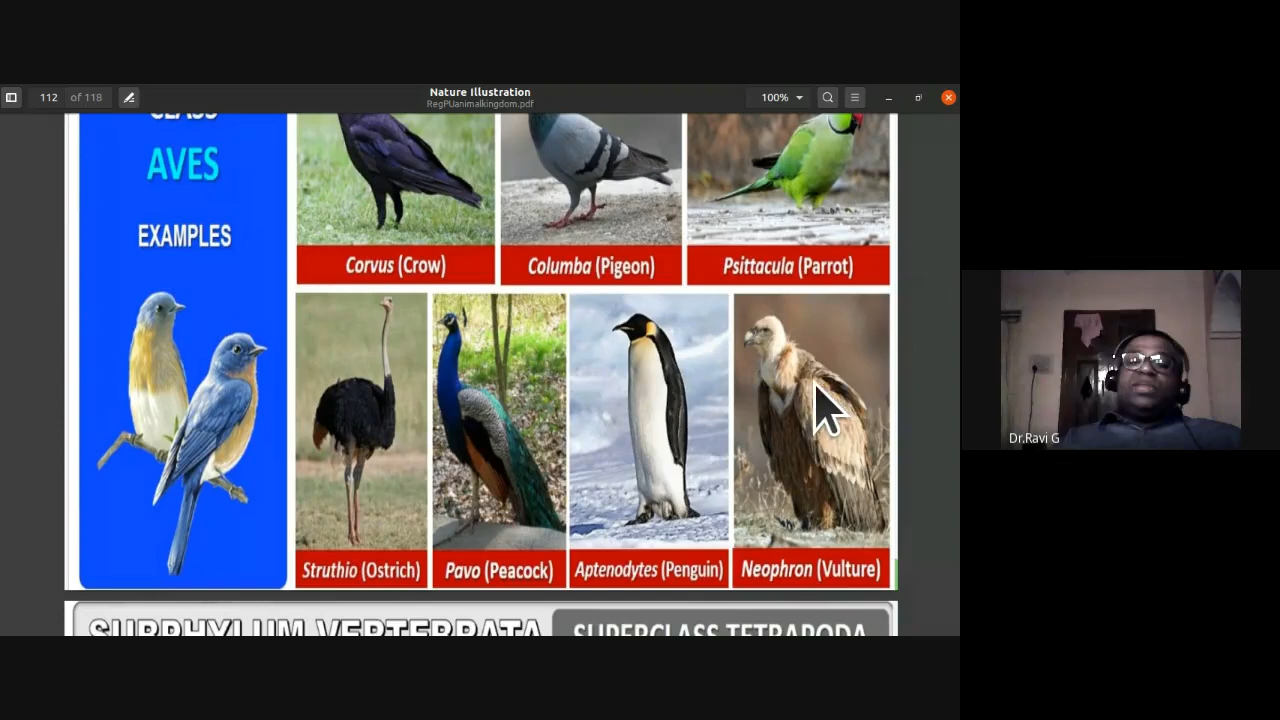 Nature Illustration
112 of 118
RegPUanimalkingdom.pdf
100%
CLASS
AVES
EXAMPLES
Corvus (Crow)
Columba (Pigeon)
Psittacula (Parrot)
Struthio (Ostrich)
Pavo (Peacock)
Aptenodytes (Penguin)
Neophron (Vulture)
SUBPHYLUM VERTEBRATA
SUPERCLASS TETRAPODA
Dr.Ravi G